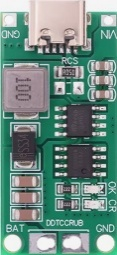 GND
VIN
RCS
100
BAT
DDTCCRUB
GND
OK
CR